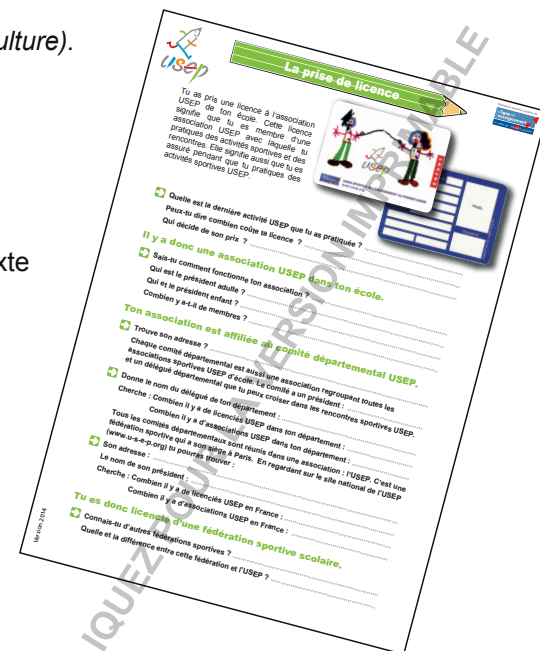 ulture).
xte
USEP
La prise de licence
Tu as pris une licence à l'association
USEP de ton école. Cette licence
signifie que tu es membre d'une
association USEP avec laquelle tu
pratiques des activités sportives et des
rencontres. Elle signifie aussi que tu es
assuré pendant que tu pratiques des
activités sportives USEP.
Quelle est la dernière activité USEP que tu as pratiquée ?
Peux-tu dire combien coûte ta licence ?
Qui décide de son prix ?
Il y a donc une association USEP dans ton école.
Sais-tu comment fonctionne ton association ?
Qui est le président adulte ?
Qui et le président enfant ?
Combien y a-t-il de membres ?
Ton association est affiliée au comité départemental USEP.
Trouve son adresse ?
Chaque comité départemental est aissi une association regroupant toutes les
associations sportives USEP d'école. Le comité a un président :
et un délégué départemental que tu peux croiser dans les rencontres sportives USEP.
Donne le nom du délégué de ton département :
Cherche : Combien il y a de licenciés USEP dans ton département :
Combien il y a d'associations USEP dans ton département :
Tous les comités départementaux sont réunis dans une association : l'USEP. C'est une
fédération sportive qui a son siège à Paris. En regardant sur le site national de l'USEP
(www.u-s-e-p.org) tu pourras trouver :
Son adresse :
Le nom de son président :
Cherche : Combien il y a de licenciés USEP en France :
Combien il y a d'associations USEP en France :
Tu es donc licencié d'une fédération sportive scolaire.
Connais-tu d'autres fédérations sportives ?
Quelle et la différence entre cette fédération et l'USEP ?
Version 2014
IQUEZ POUR LA VERSION IMPRIMABLE